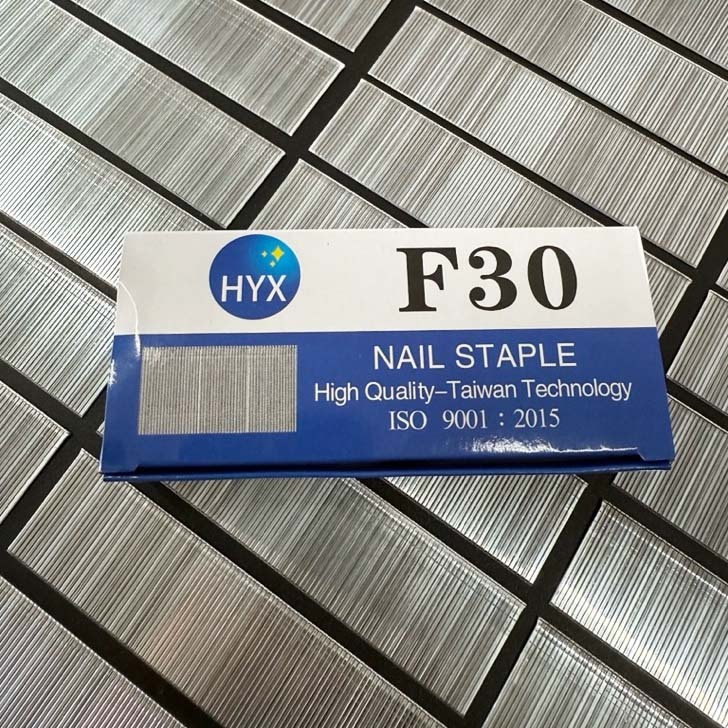 HYX
F30
NAIL STAPLE
High Quality–Taiwan Technology
ISO 9001 : 2015